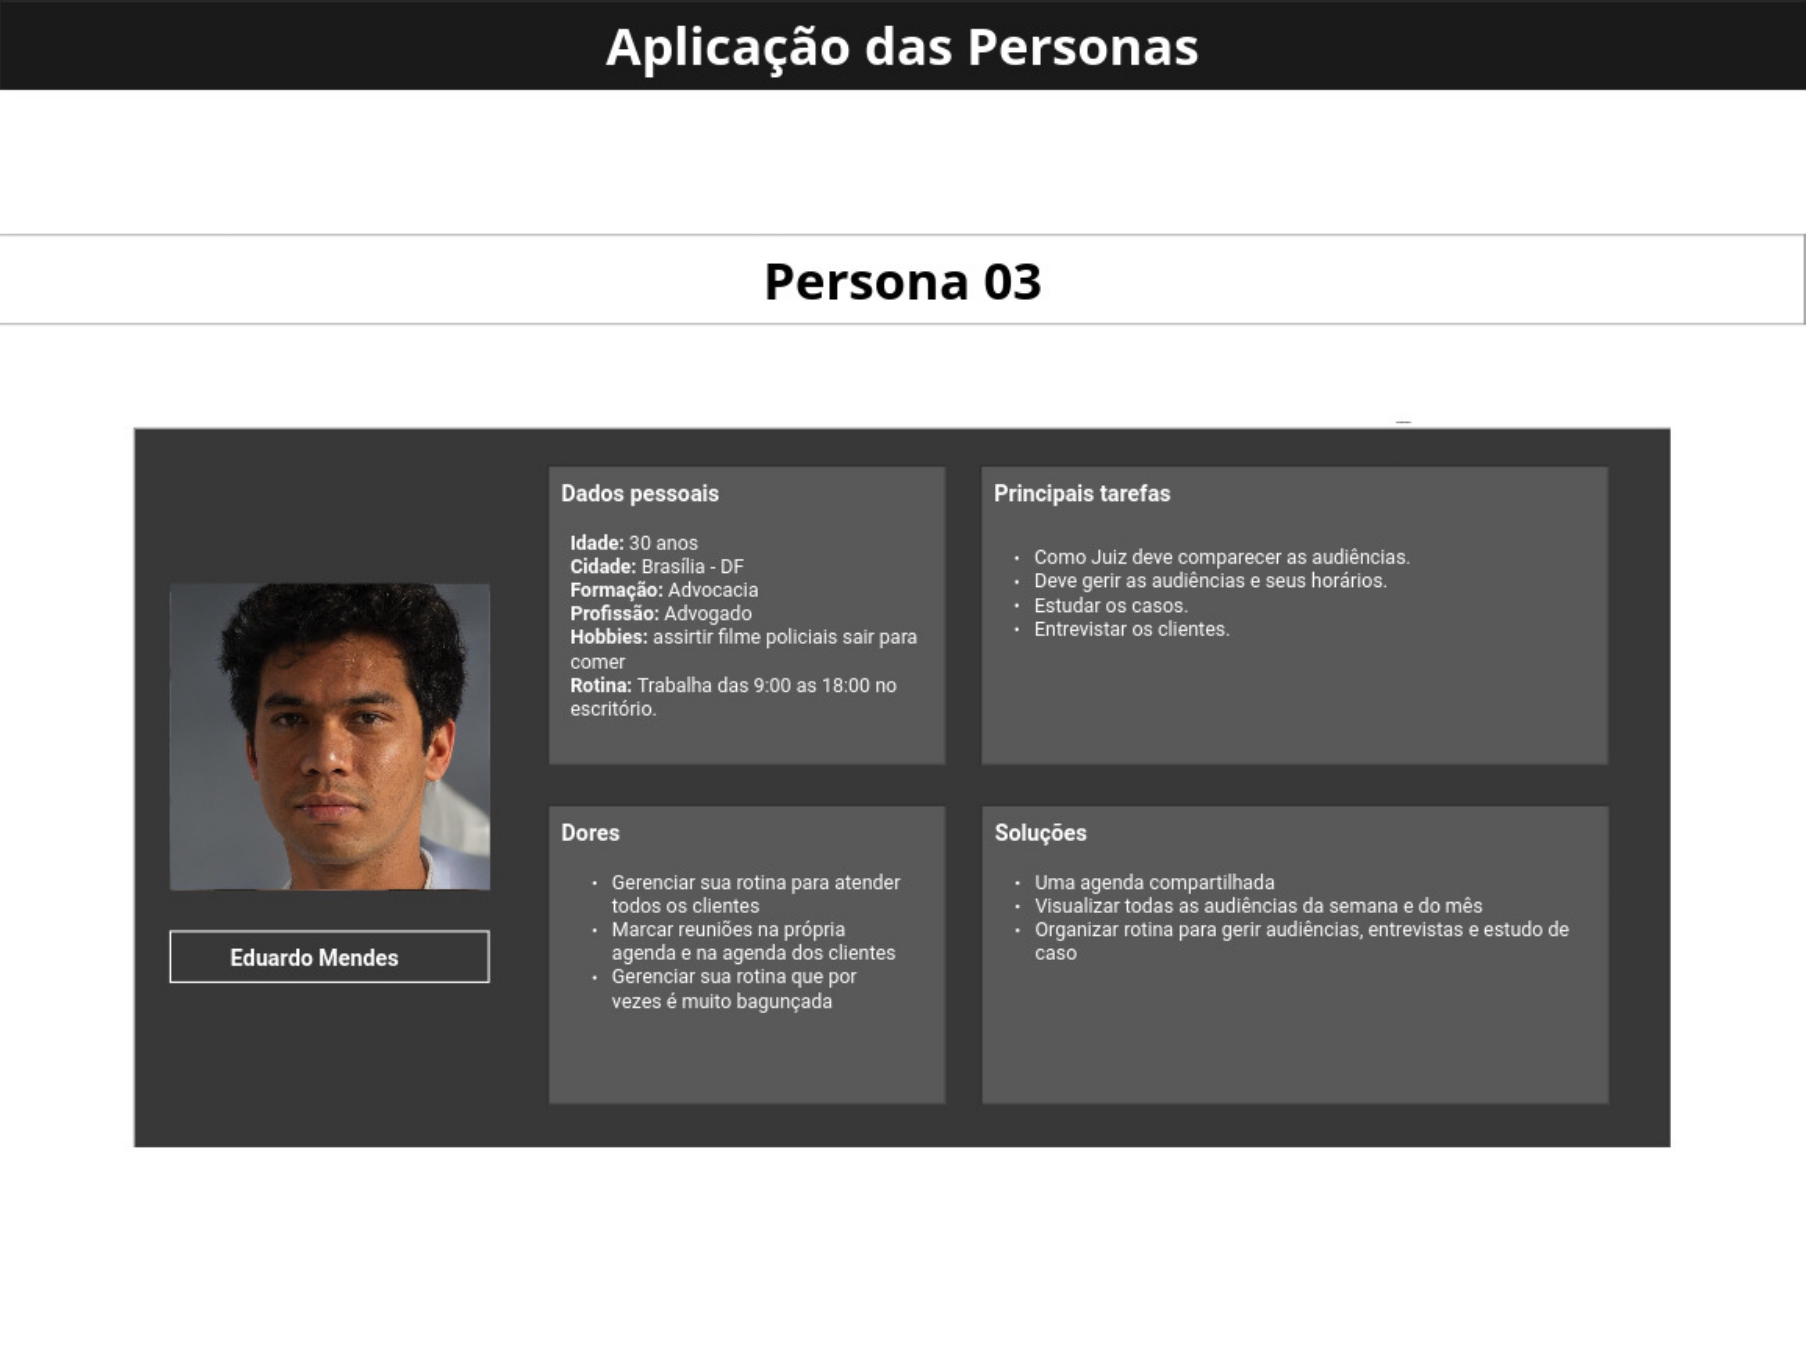 Aplicação das Personas
Persona 03
Dados pessoais
Idade: 30 anos
Cidade: Brasília - DF
Formação: Advocacia
Profissão: Advogado
Hobbies: assirtir filme policiais sair para
comer
Rotina: Trabalha das 9:00 as 18:00 no
escritório.
Principais tarefas
• Como Juiz deve comparecer as audiências.
• Deve gerir as audiências e seus horários.
• Estudar os casos.
• Entrevistar os clientes.
Eduardo Mendes
Dores
• Gerenciar sua rotina para atender
todos os clientes
• Marcar reuniões na própria
agenda e na agenda dos clientes
• Gerenciar sua rotina que por
vezes é muito bagunçada
Soluções
• Uma agenda compartilhada
• Visualizar todas as audiências da semana e do mês
• Organizar rotina para gerir audiências, entrevistas e estudo de
caso